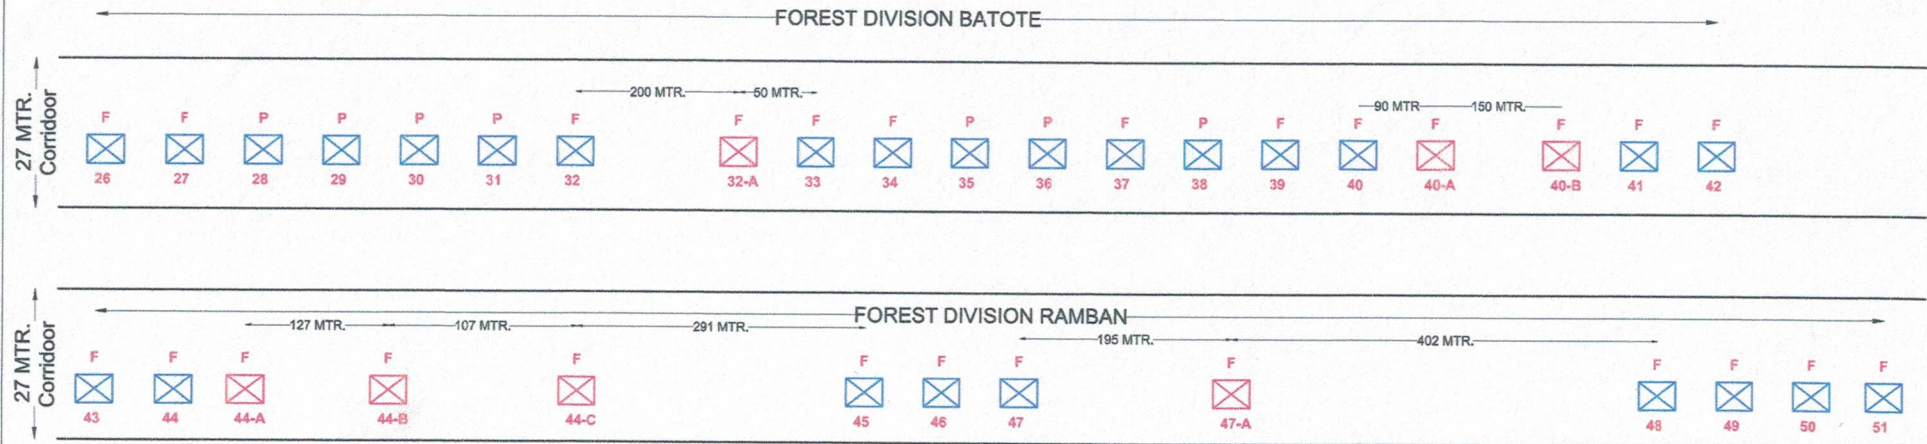 FOREST DIVISION BATOTE
27 MTR.
Corridoor
200 MTR. 50 MTR. 90 MTR 150 MTR.
F F P P P P F F F F P P F P F F F F F F
26 27 28 29 30 31 32 32-A 33 34 35 36 37 38 39 40 40-A 40-B 41 42
27 MTR.
Corridoor
FOREST DIVISION RAMBAN
127 MTR. 107 MTR. 291 MTR. 195 MTR. 402 MTR.
F F F F F F F F F F F F F
43 44 44-A 44-B 44-C 45 46 47 47-A 48 49 50 51